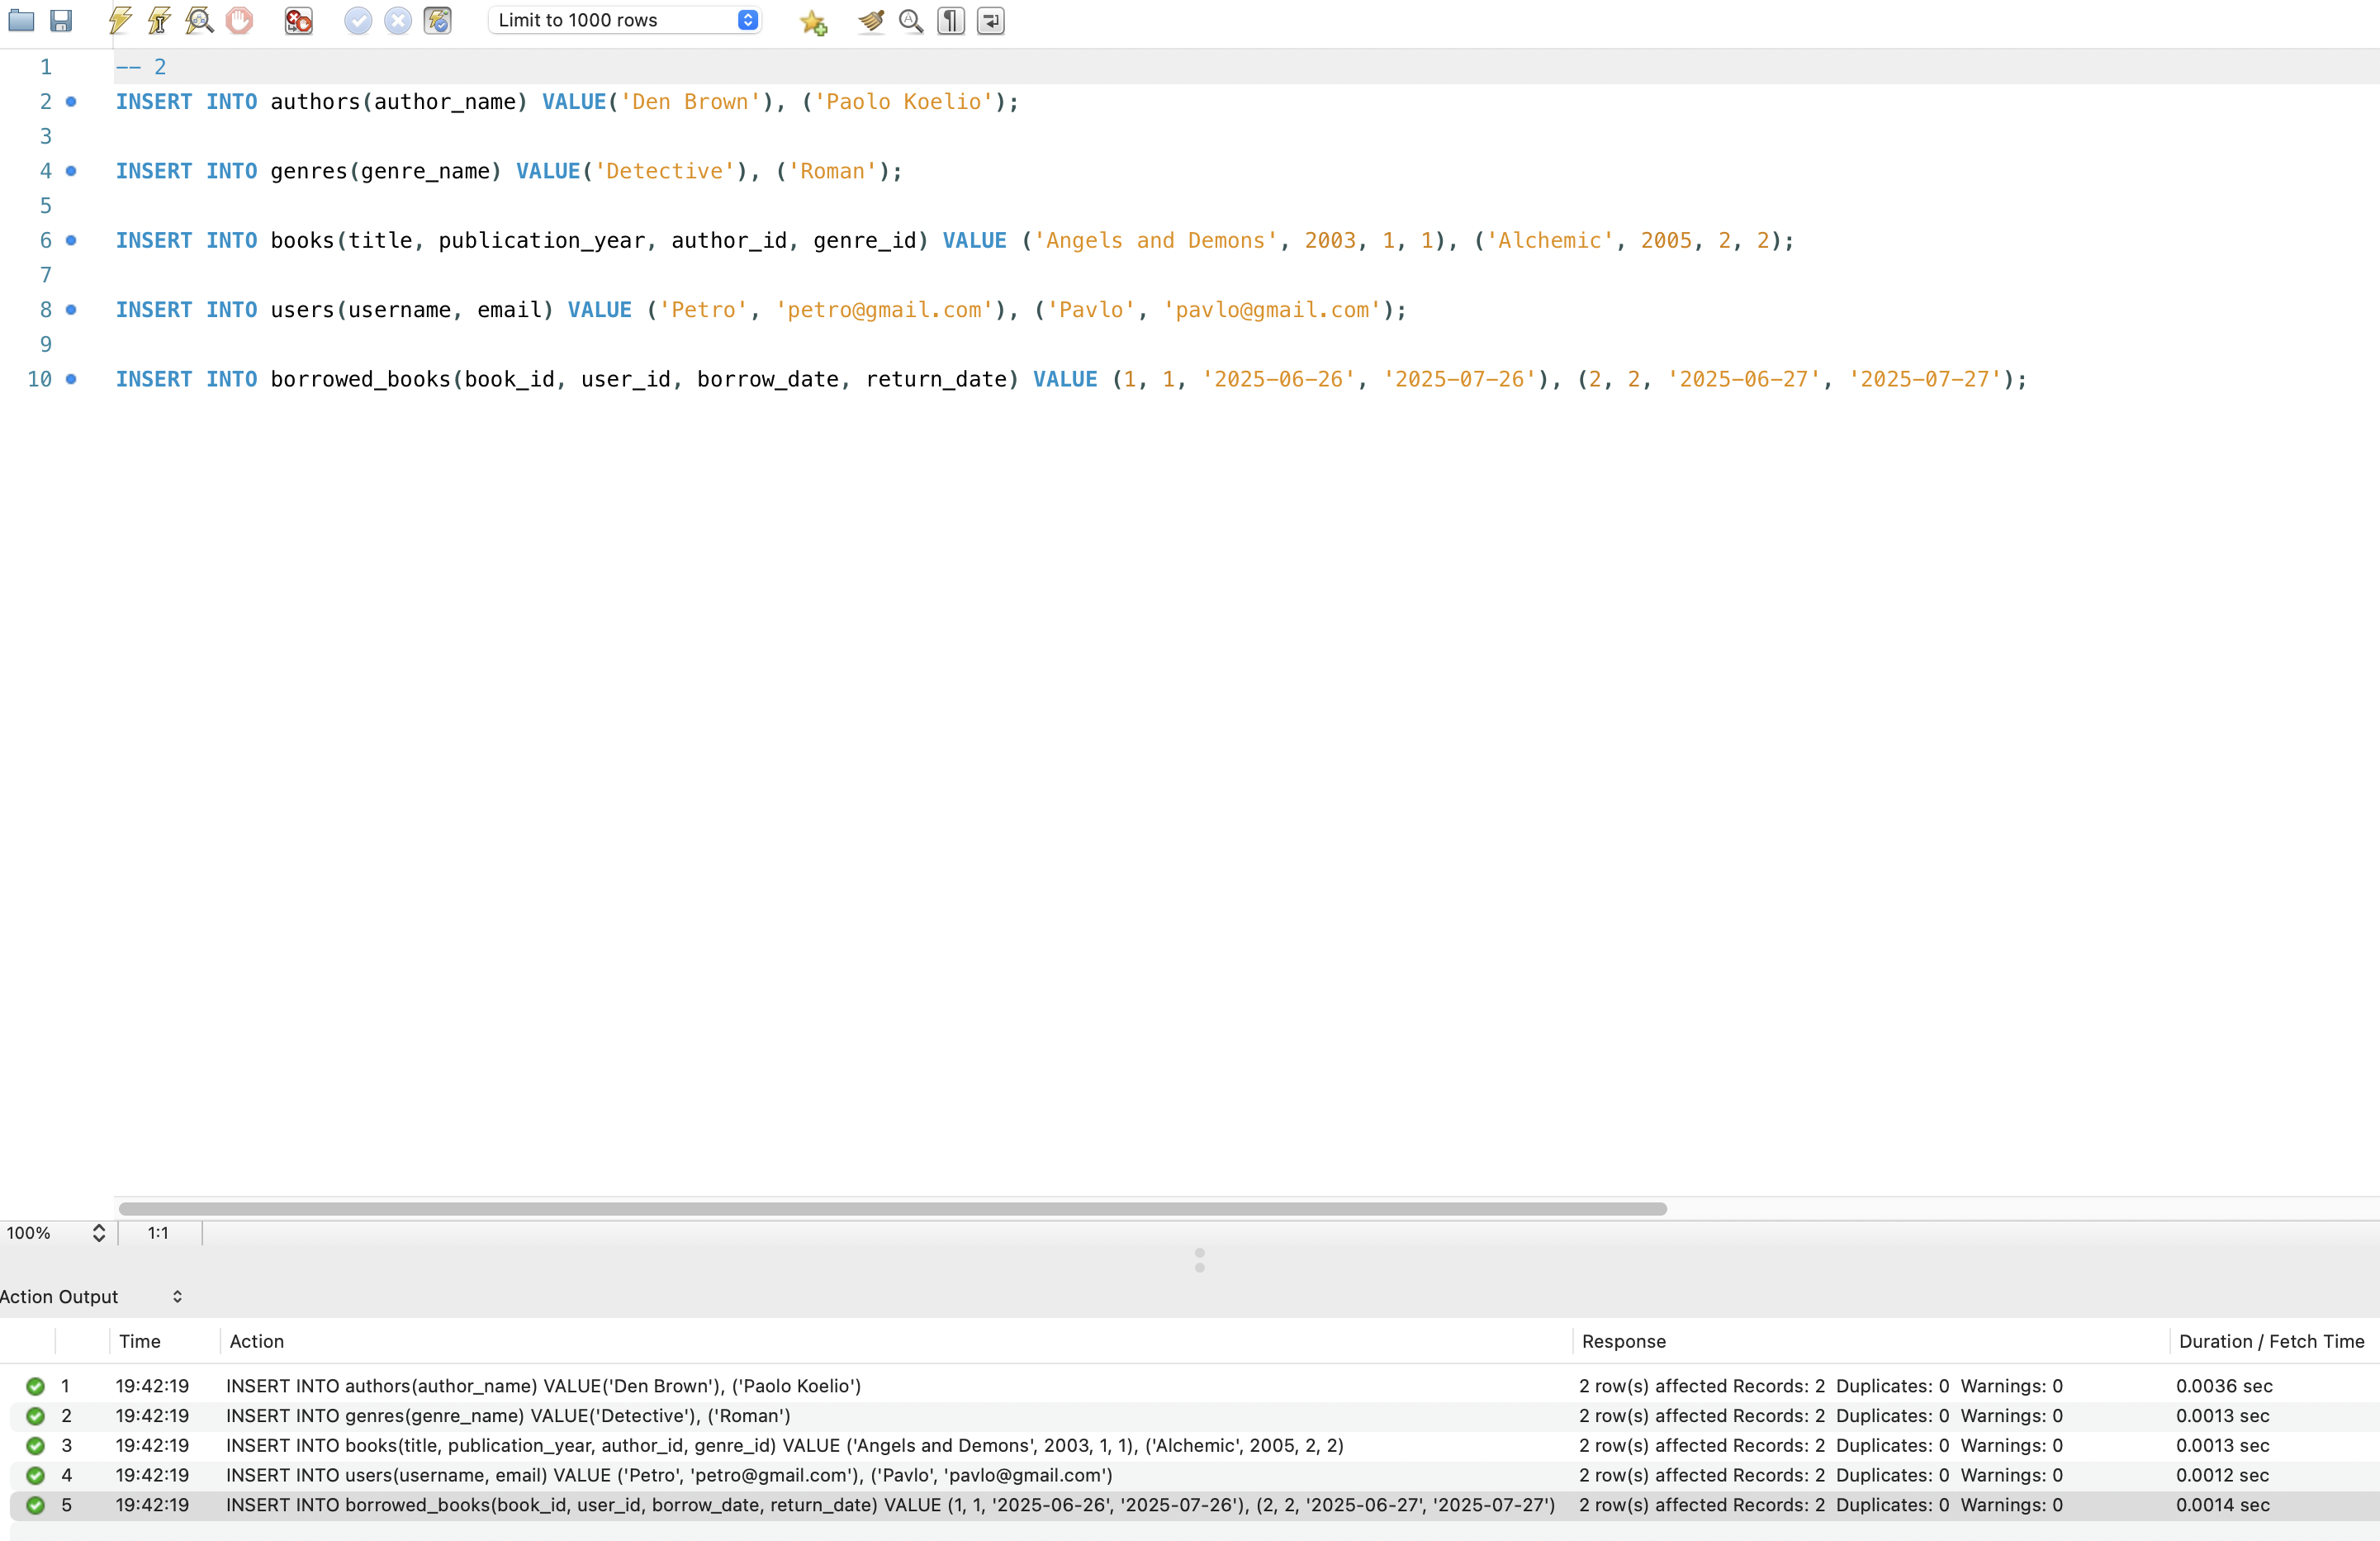 Limit to 1000 rows
1 -- 2
2 INSERT INTO authors(author_name) VALUE('Den Brown'), ('Paolo Koelio');
3
4 INSERT INTO genres(genre_name) VALUE('Detective'), ('Roman');
5
6 INSERT INTO books(title, publication_year, author_id, genre_id) VALUE ('Angels and Demons', 2003, 1, 1), ('Alchemic', 2005, 2, 2);
7
8 INSERT INTO users(username, email) VALUE ('Petro', 'petro@gmail.com'), ('Pavlo', 'pavlo@gmail.com');
9
10 INSERT INTO borrowed_books(book_id, user_id, borrow_date, return_date) VALUE (1, 1, '2025-06-26', '2025-07-26'), (2, 2, '2025-06-27', '2025-07-27');
100% 1:1
Action Output
Time Action Response Duration / Fetch Time
1 19:42:19 INSERT INTO authors(author_name) VALUE('Den Brown'), ('Paolo Koelio') 2 row(s) affected Records: 2 Duplicates: 0 Warnings: 0 0.0036 sec
2 19:42:19 INSERT INTO genres(genre_name) VALUE('Detective'), ('Roman') 2 row(s) affected Records: 2 Duplicates: 0 Warnings: 0 0.0013 sec
3 19:42:19 INSERT INTO books(title, publication_year, author_id, genre_id) VALUE ('Angels and Demons', 2003, 1, 1), ('Alchemic', 2005, 2, 2) 2 row(s) affected Records: 2 Duplicates: 0 Warnings: 0 0.0013 sec
4 19:42:19 INSERT INTO users(username, email) VALUE ('Petro', 'petro@gmail.com'), ('Pavlo', 'pavlo@gmail.com') 2 row(s) affected Records: 2 Duplicates: 0 Warnings: 0 0.0012 sec
5 19:42:19 INSERT INTO borrowed_books(book_id, user_id, borrow_date, return_date) VALUE (1, 1, '2025-06-26', '2025-07-26'), (2, 2, '2025-06-27', '2025-07-27') 2 row(s) affected Records: 2 Duplicates: 0 Warnings: 0 0.0014 sec